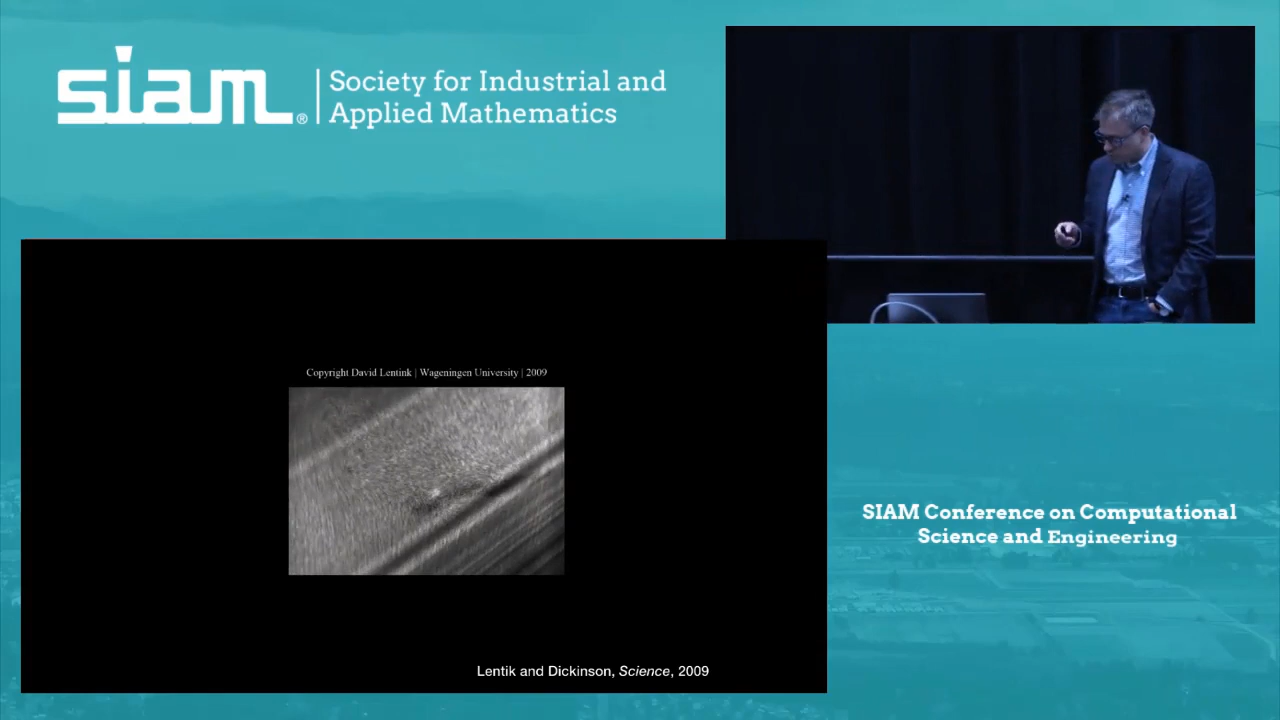 siam® | Society for Industrial and
Applied Mathematics
Copyright David Lentink | Wageningen University | 2009
Lentik and Dickinson, Science, 2009
SIAM Conference on Computational
Science and Engineering